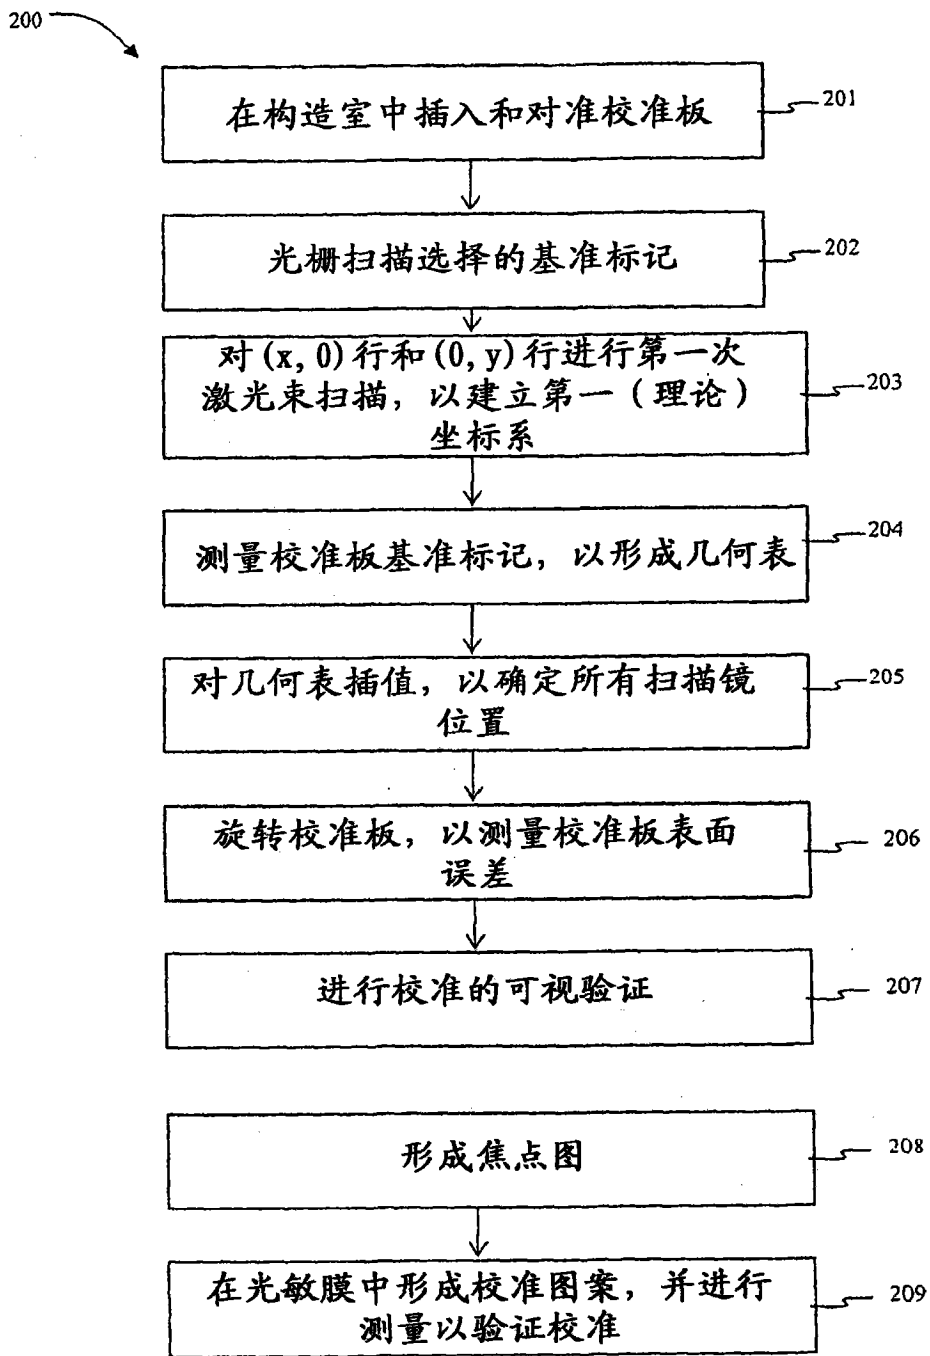 200
在构造室中插入和对准校准板
201
光栅扫描选择的基准标记
202
对(x,0)行和(0,y)行进行第一次
激光束扫描，以建立第一（理论）
坐标系
203
测量校准板基准标记，以形成几何表
204
对几何表插值，以确定所有扫描镜
位置
205
旋转校准板，以测量校准板表面
误差
206
进行校准的可视验证
207
形成焦点图
208
在光敏膜中形成校准图案，并进行
测量以验证校准
209